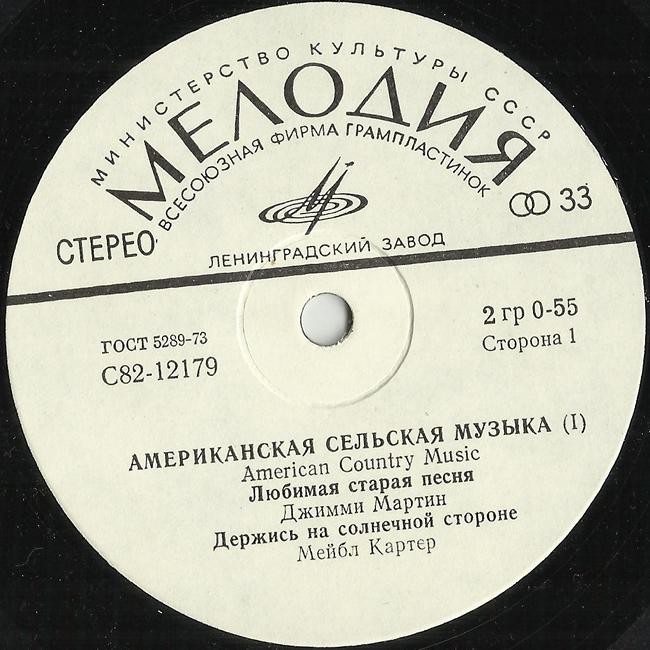 МИНИСТЕРСТВО КУЛЬТУРЫ СССР
МЕЛОДИЯ
ВСЕСОЮЗНАЯ ФИРМА ГРАМПЛАСТИНОК
СТЕРЕО
33
ЛЕНИНГРАДСКИЙ ЗАВОД
ГОСТ 5289-73
С82-12179
2 гр 0-55
Сторона 1
АМЕРИКАНСКАЯ СЕЛЬСКАЯ МУЗЫКА (I)
American Country Music
Любимая старая песня
Джимми Мартин
Держись на солнечной стороне
Мейбл Картер